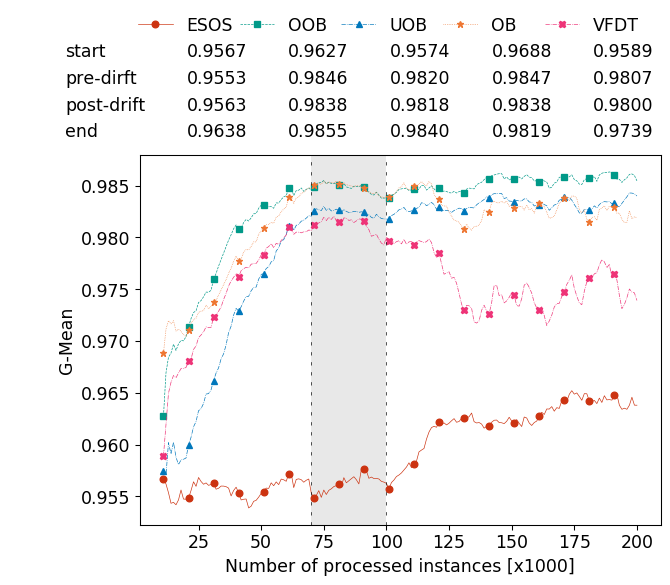 ESOS OOB UOB OB VFDT
start 0.9567 0.9627 0.9574 0.9688 0.9589
pre-dirft 0.9553 0.9846 0.9820 0.9847 0.9807
post-drift 0.9563 0.9838 0.9818 0.9838 0.9800
end 0.9638 0.9855 0.9840 0.9819 0.9739
0.985
0.980
0.975
0.970
0.965
0.960
0.955
G-Mean
25 50 75 100 125 150 175 200
Number of processed instances [x1000]